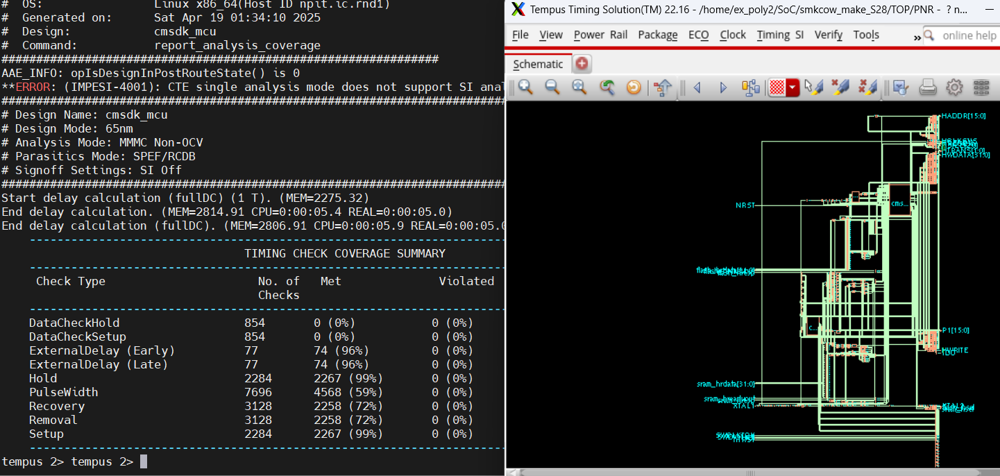 #  OS:                Linux x86_64(Host ID npit.ic.rnd1)
#  Generated on:      Sat Apr 19 01:34:10 2025
#  Design:            cmsdk_mcu
#  Command:           report_analysis_coverage
###############################################################
AAE_INFO: opIsDesignInPostRouteState() is 0
**ERROR: (IMPESI-4001): CTE single analysis mode does not support SI anal
#########################################################################
# Design Name: cmsdk_mcu
# Design Mode: 65nm
# Analysis Mode: MMMC Non-OCV
# Parasitics Mode: SPEF/RCDB
# Signoff Settings: SI Off
#########################################################################
Start delay calculation (fullDC) (1 T). (MEM=2275.32)
End delay calculation. (MEM=2814.91 CPU=0:00:05.4 REAL=0:00:05.0)
End delay calculation (fullDC). (MEM=2806.91 CPU=0:00:05.9 REAL=0:00:05.0
TIMING CHECK COVERAGE SUMMARY
Check Type No. of Met Violated
Checks
DataCheckHold 854 0 (0%) 0 (0%)
DataCheckSetup 854 0 (0%) 0 (0%)
ExternalDelay (Early) 77 74 (96%) 0 (0%)
ExternalDelay (Late) 77 74 (96%) 0 (0%)
Hold 2284 2267 (99%) 0 (0%)
PulseWidth 7696 4568 (59%) 0 (0%)
Recovery 3128 2258 (72%) 0 (0%)
Removal 3128 2258 (72%) 0 (0%)
Setup 2284 2267 (99%) 0 (0%)
tempus 2> tempus 2>
Tempus Timing Solution(TM) 22.16 - /home/ex_poly2/SoC/smkcow_make_S28/TOP/PNR - ? n...
File View Power Rail Package ECO Clock Timing SI Verify Tools » online help
Schematic
HADDR[15:0]
HWDATA[31:0]
cms...
NRST
c...
P1[15:0]
HWRITE
TDO
sram_hrdata[31:0]
XTAL1
XTAL2